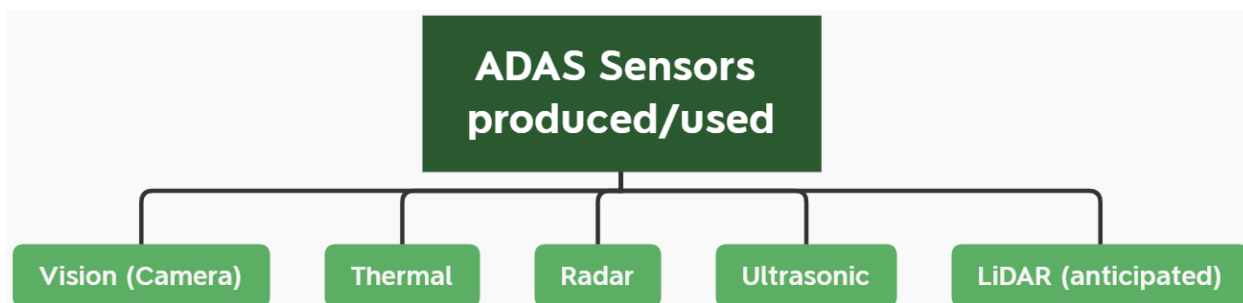 ADAS Sensors
produced/used
Vision (Camera)
Thermal
Radar
Ultrasonic
LiDAR (anticipated)